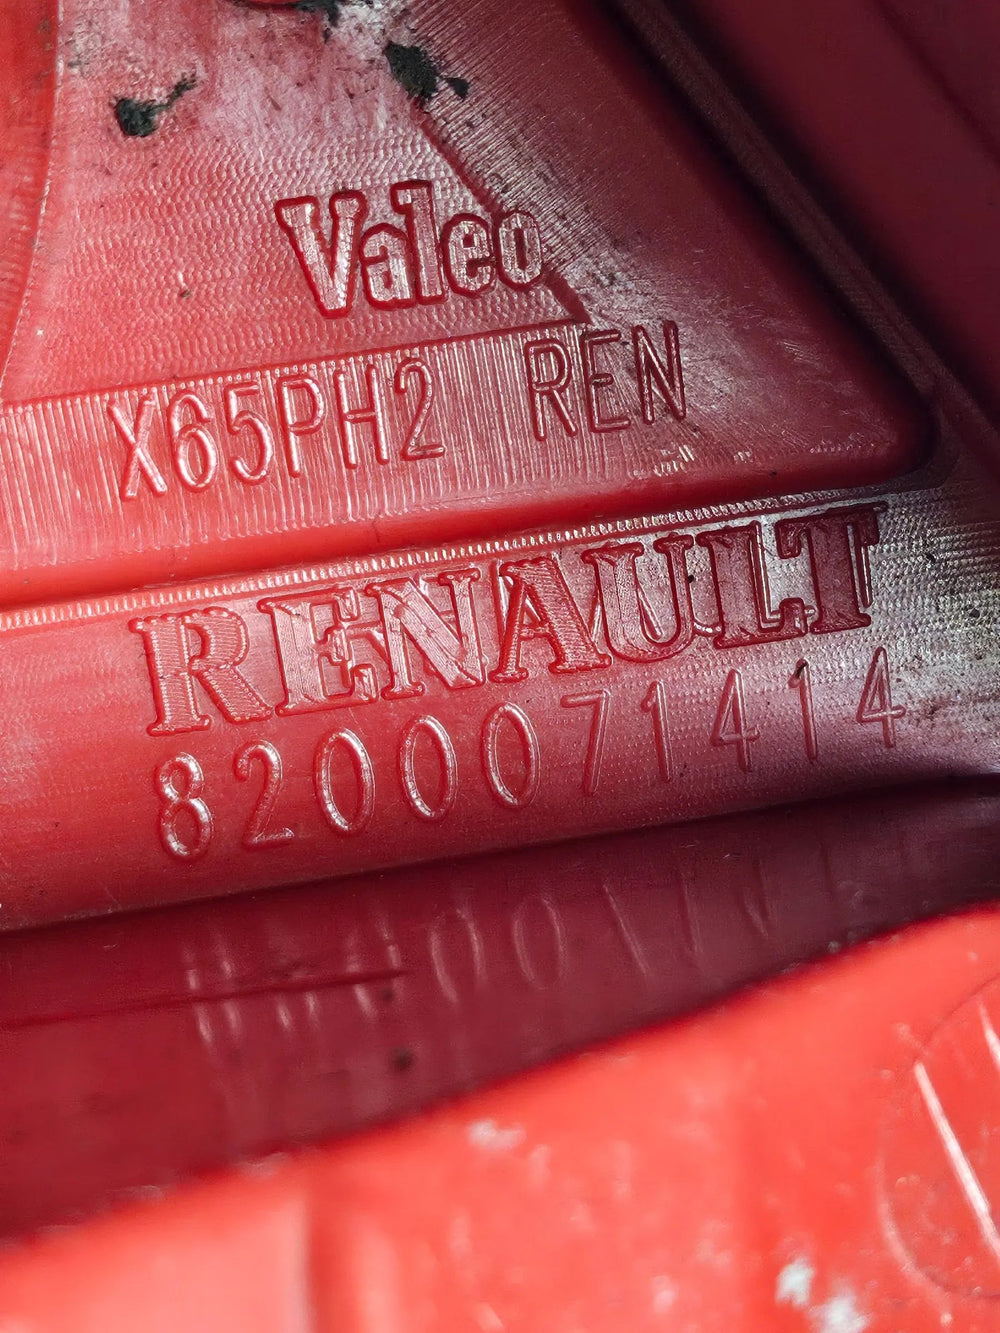 Valeo
X65PH2 REN
RENAULT
8200071414